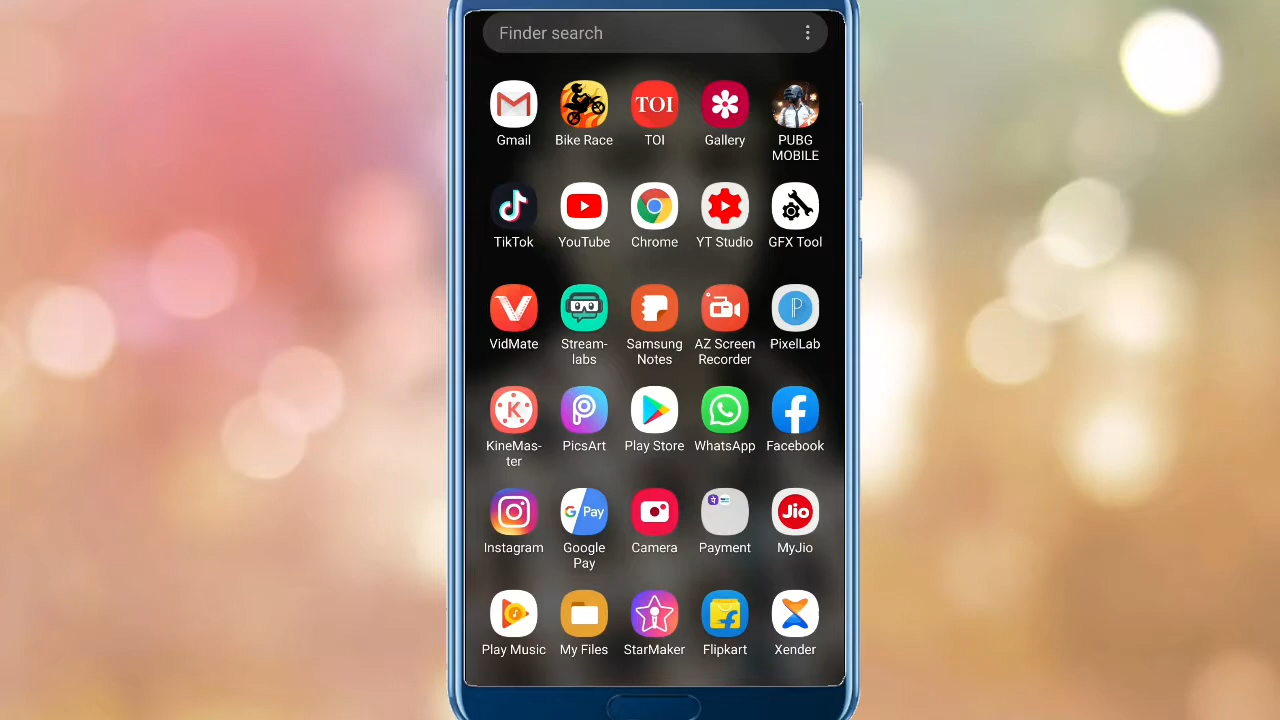 Finder search
Gmail
Bike Race
TOI
TOI
Gallery
PUBG
MOBILE
TikTok
YouTube
Chrome
YT Studio
GFX Tool
VidMate
Stream-
labs
Samsung
Notes
AZ Screen
Recorder
P
PixelLab
K
KineMas-
ter
PicsArt
Play Store
WhatsApp
Facebook
Instagram
G Pay
Google
Pay
Camera
Payment
Jio
MyJio
Play Music
My Files
StarMaker
Flipkart
Xender